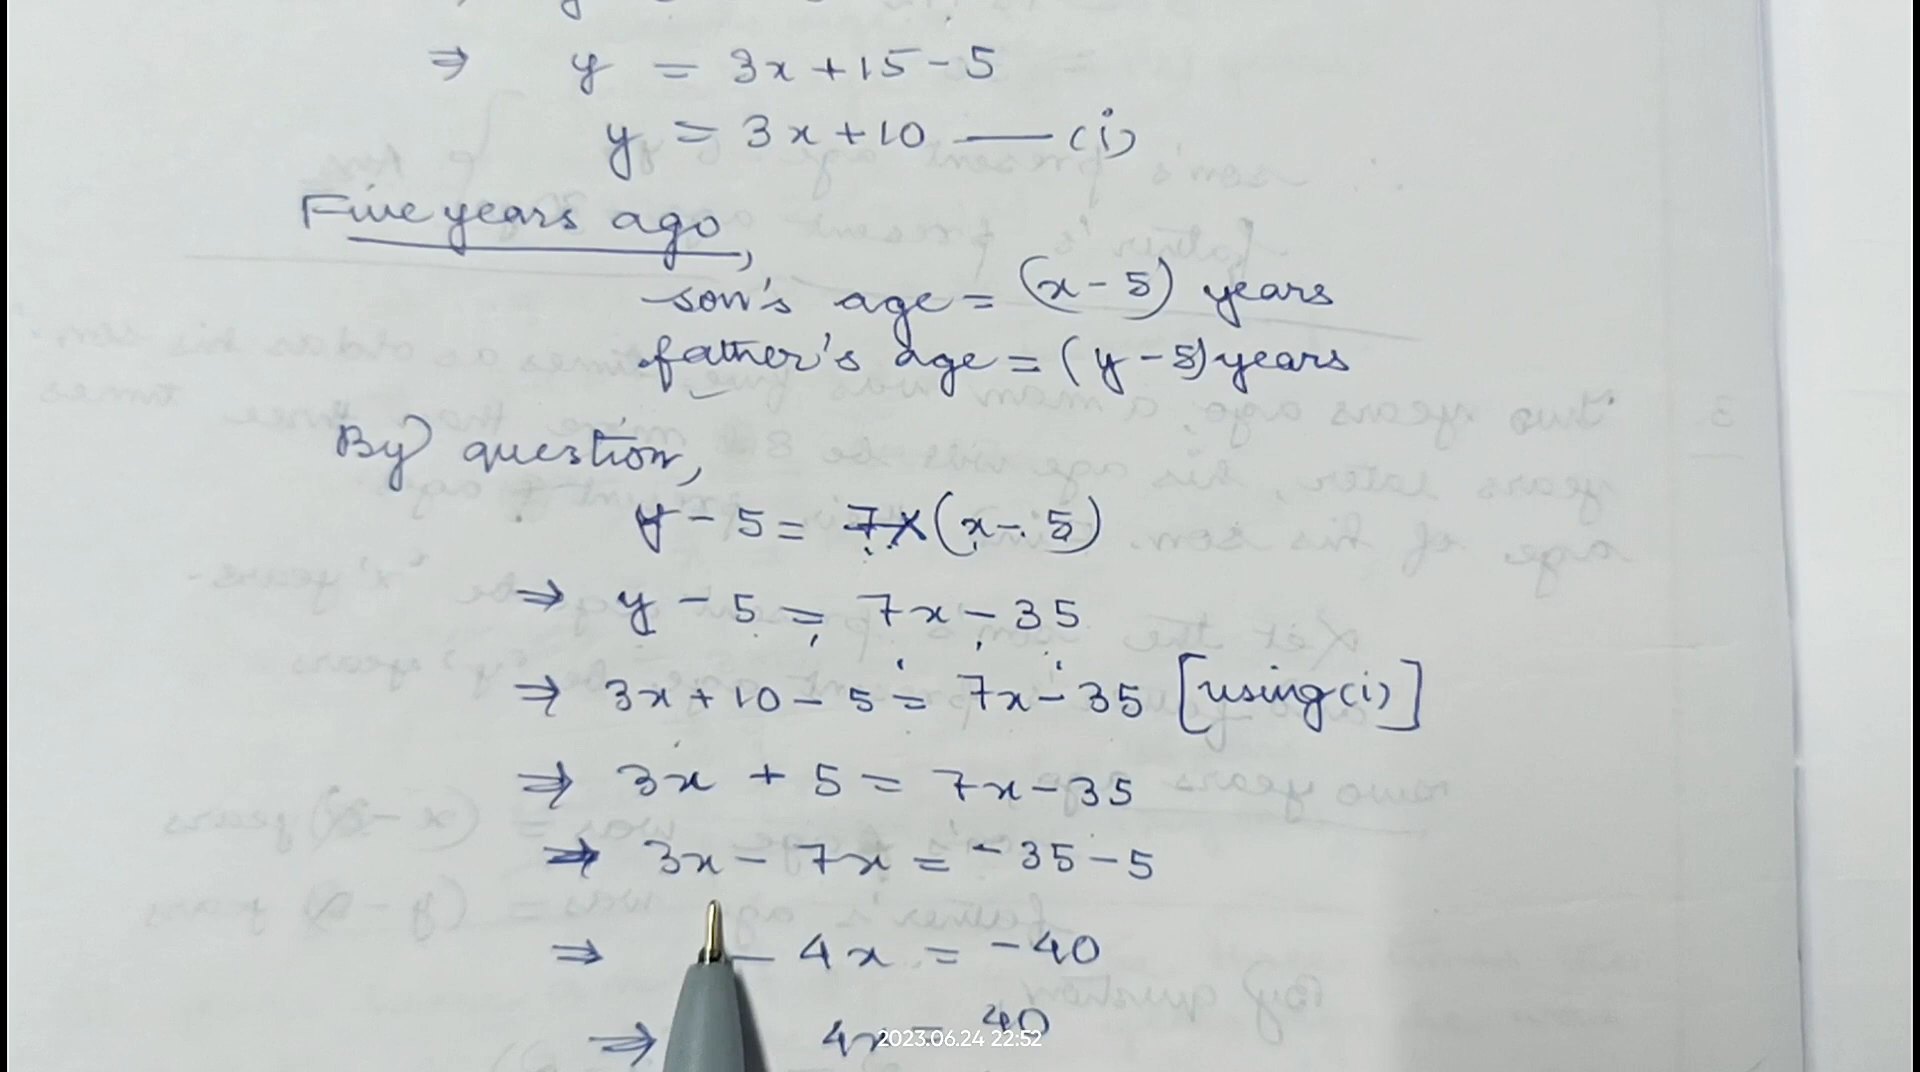 ⇒ y = 3x + 15 - 5
y = 3x + 10 — (i)
Five years ago,
son's age = (x - 5) years
father's age = (y - 5) years
By question,
y - 5 = 7 × (x - 5)
⇒ y - 5 = 7x - 35
⇒ 3x + 10 - 5 = 7x - 35 [using (i)]
⇒ 3x + 5 = 7x - 35
⇒ 3x - 7x = -35 - 5
⇒ - 4x = -40
⇒ 4x = 40
2023.06.24 22:52